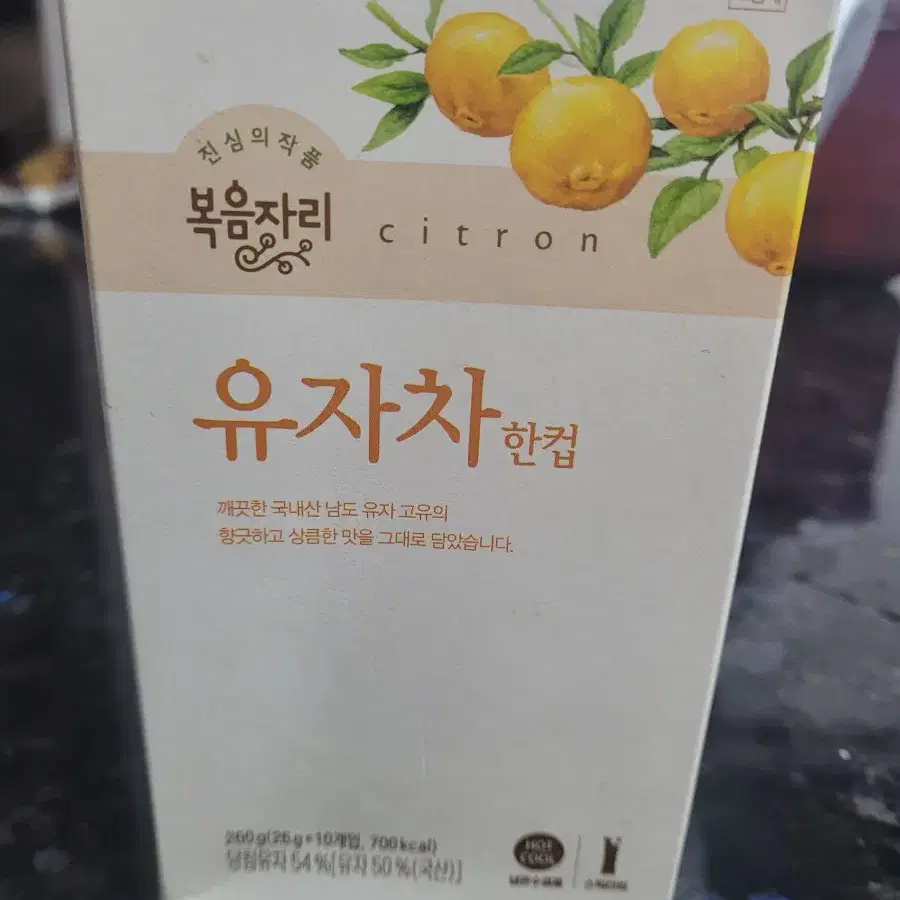 진심의작품
복음자리
citron
유자차 한컵
깨끗한 국내산 남도 유자 고유의
향긋하고 상큼한 맛을 그대로 담았습니다.
260g(26g×10개입, 700kcal)
당침유자 54%[유자 50%(국산)]
HOT
COOL